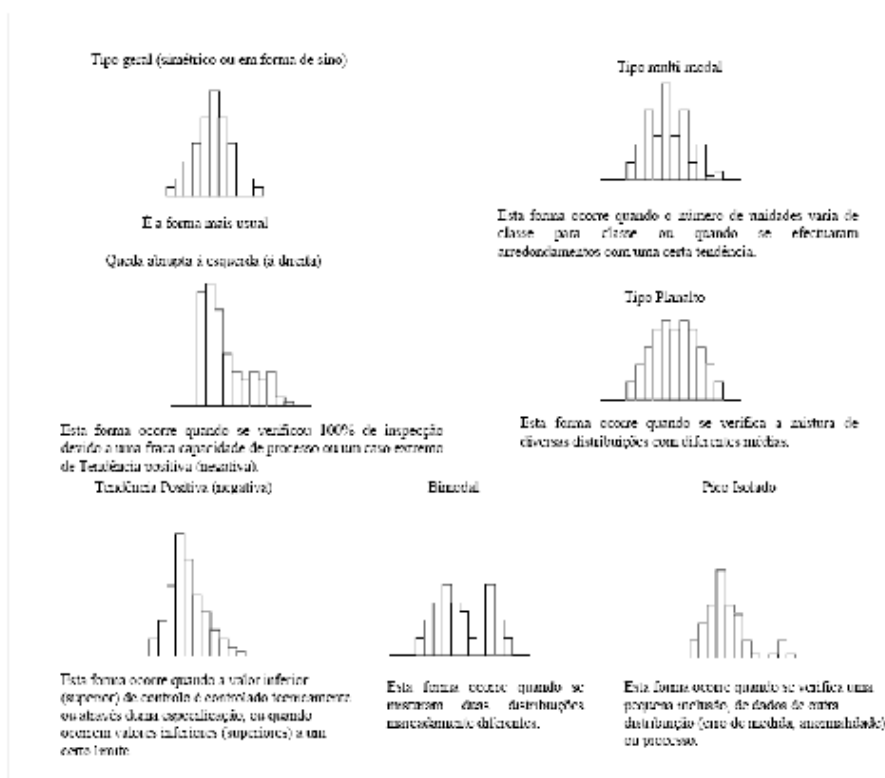 Tipo geral (simétrico ou em forma de sino)
É a forma mais usual
Tipo multi modal
Esta forma ocorre quando o número de unidades varia de
classe para classe ou quando se efectuaram
arredondamentos com uma certa tendência.
Queda abrupta à esquerda (à direita)
Esta forma ocorre quando se verificou 100% de inspecção
devido a uma fraca capacidade de processo ou um caso extremo
de Tendência positiva (negativa).
Tipo Planalto
Esta forma ocorre quando se verifica a mistura de
diversas distribuições com diferentes médias.
Tendência Positiva (negativa)
Esta forma ocorre quando a valor inferior
(superior) de controlo é controlado tecnicamente
ou através duma especificação, ou quando
ocorrem valores inferiores (superiores) a um
certo limite
Bimodal
Esta forma ocorre quando se
misturam duas distribuições
marcadamente diferentes.
Pico Isolado
Esta forma ocorre quando se verifica uma
pequena inclusão, de dados de outra
distribuição (erro de medida, anormalidade)
ou processo.